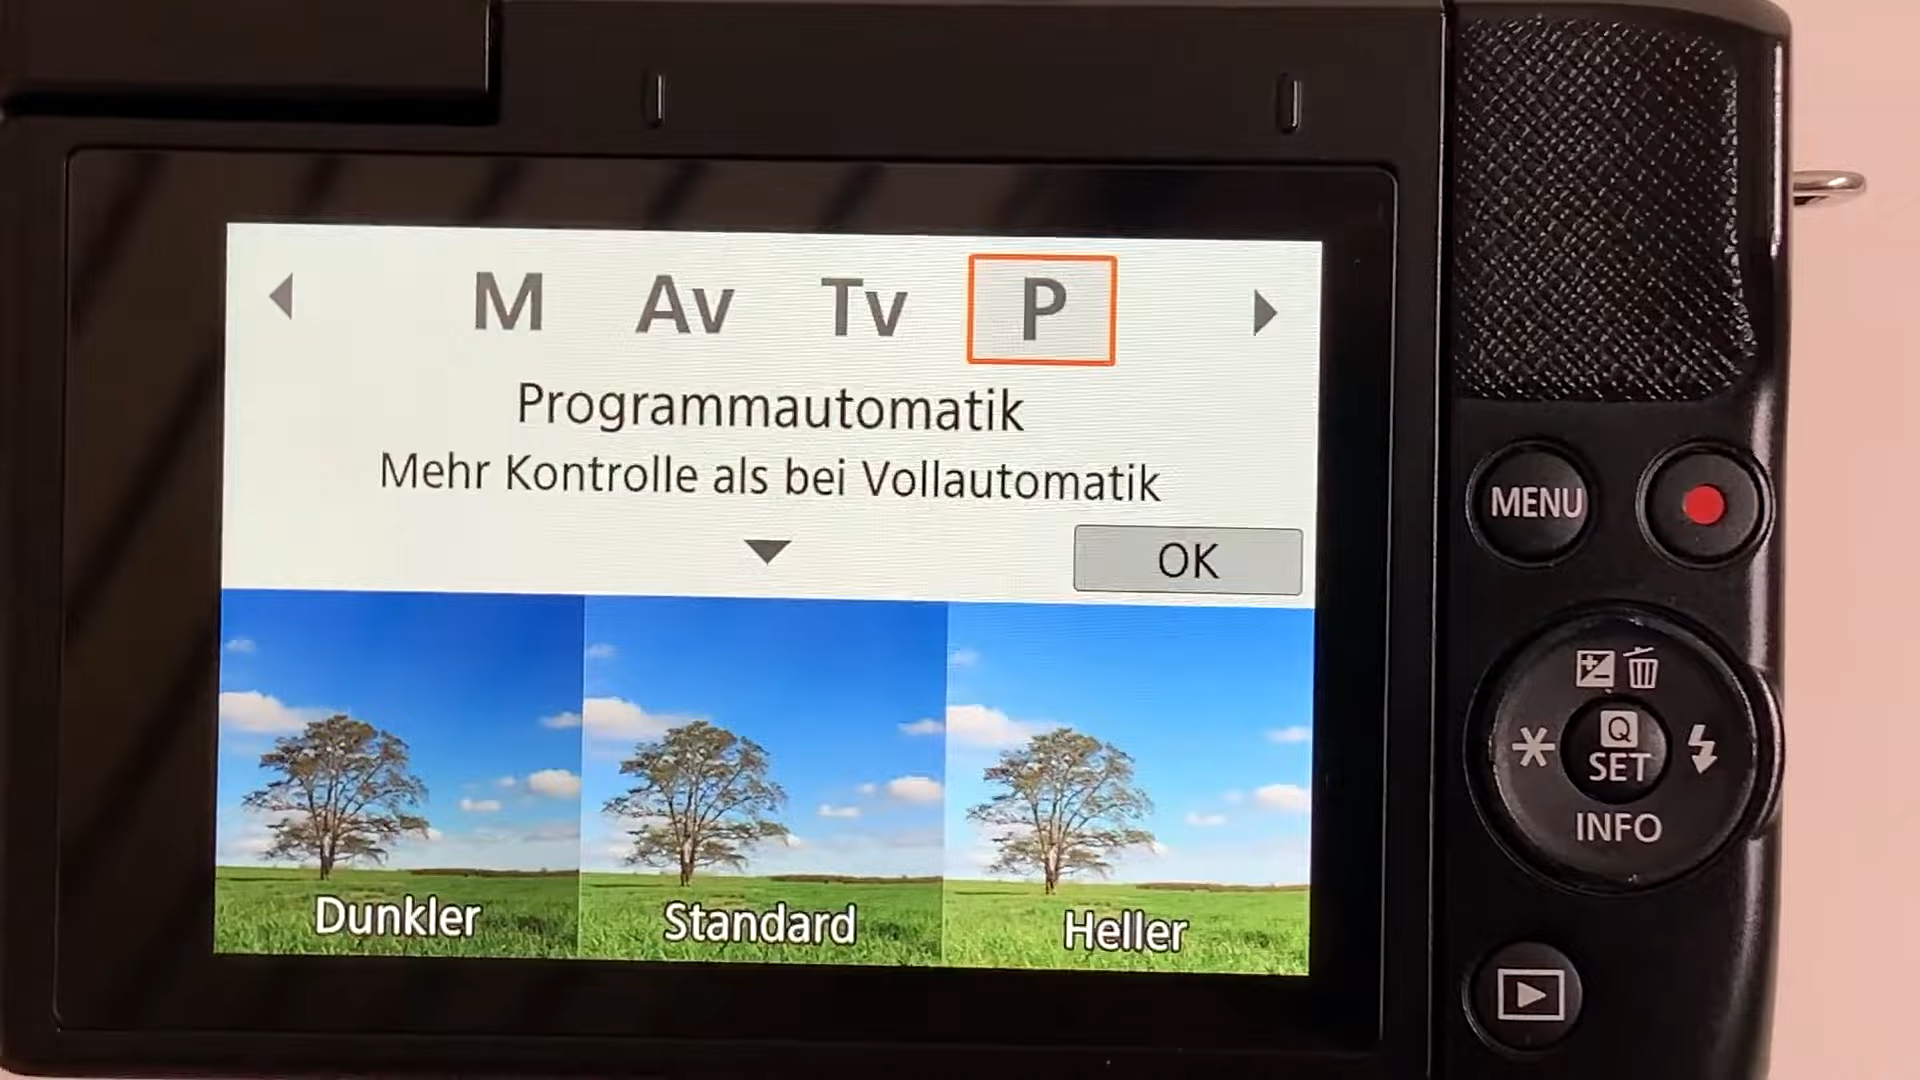 M Av Tv P
Programmautomatik
Mehr Kontrolle als bei Vollautomatik
OK
Dunkler Standard Heller
MENU
Q
SET
INFO